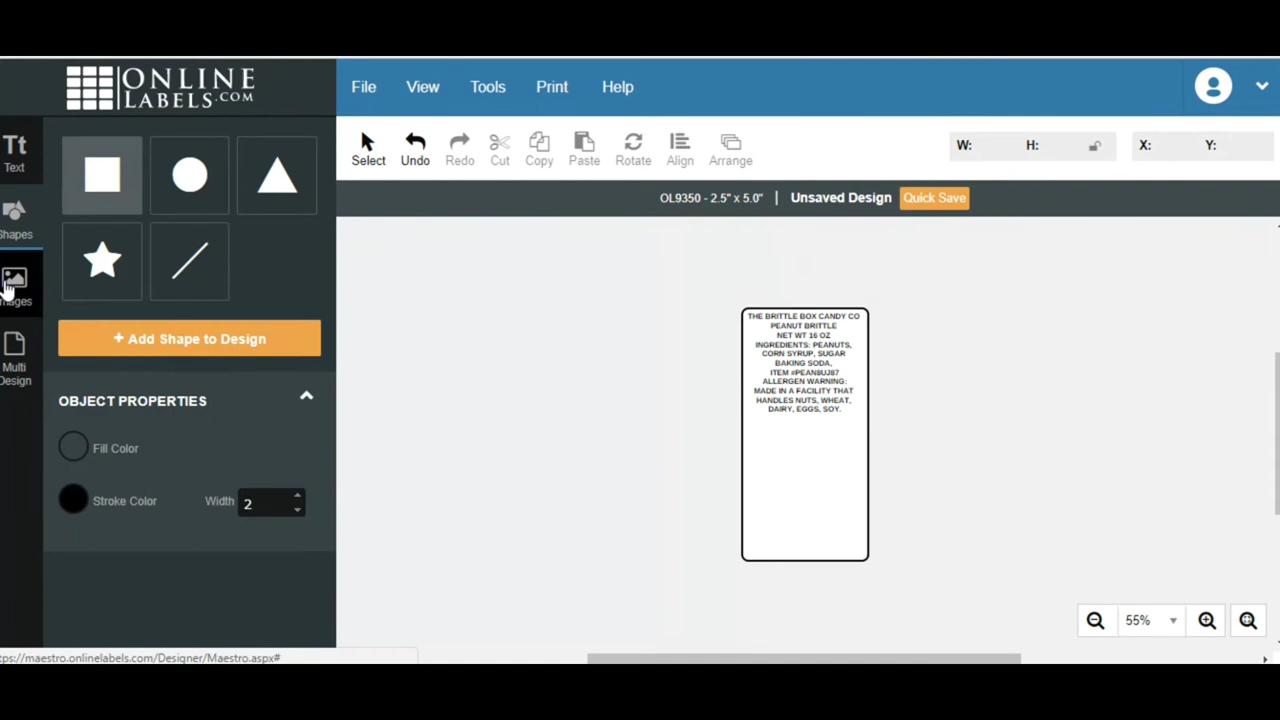 ONLINE
LABELS.COM
File View Tools Print Help
Tt
Text
Shapes
Images
Multi
Design
Select Undo Redo Cut Copy Paste Rotate Align Arrange
W: H: X: Y:
OL9350 - 2.5" x 5.0" | Unsaved Design Quick Save
+ Add Shape to Design
OBJECT PROPERTIES
Fill Color
Stroke Color Width 2
THE BRITTLE BOX CANDY CO
PEANUT BRITTLE
NET WT 16 OZ
INGREDIENTS: PEANUTS,
CORN SYRUP, SUGAR
BAKING SODA,
ITEM #PEAN8UJ87
ALLERGEN WARNING:
MADE IN A FACILITY THAT
HANDLES NUTS, WHEAT,
DAIRY, EGGS, SOY.
55%
tps://maestro.onlinelabels.com/Designer/Maestro.aspx#